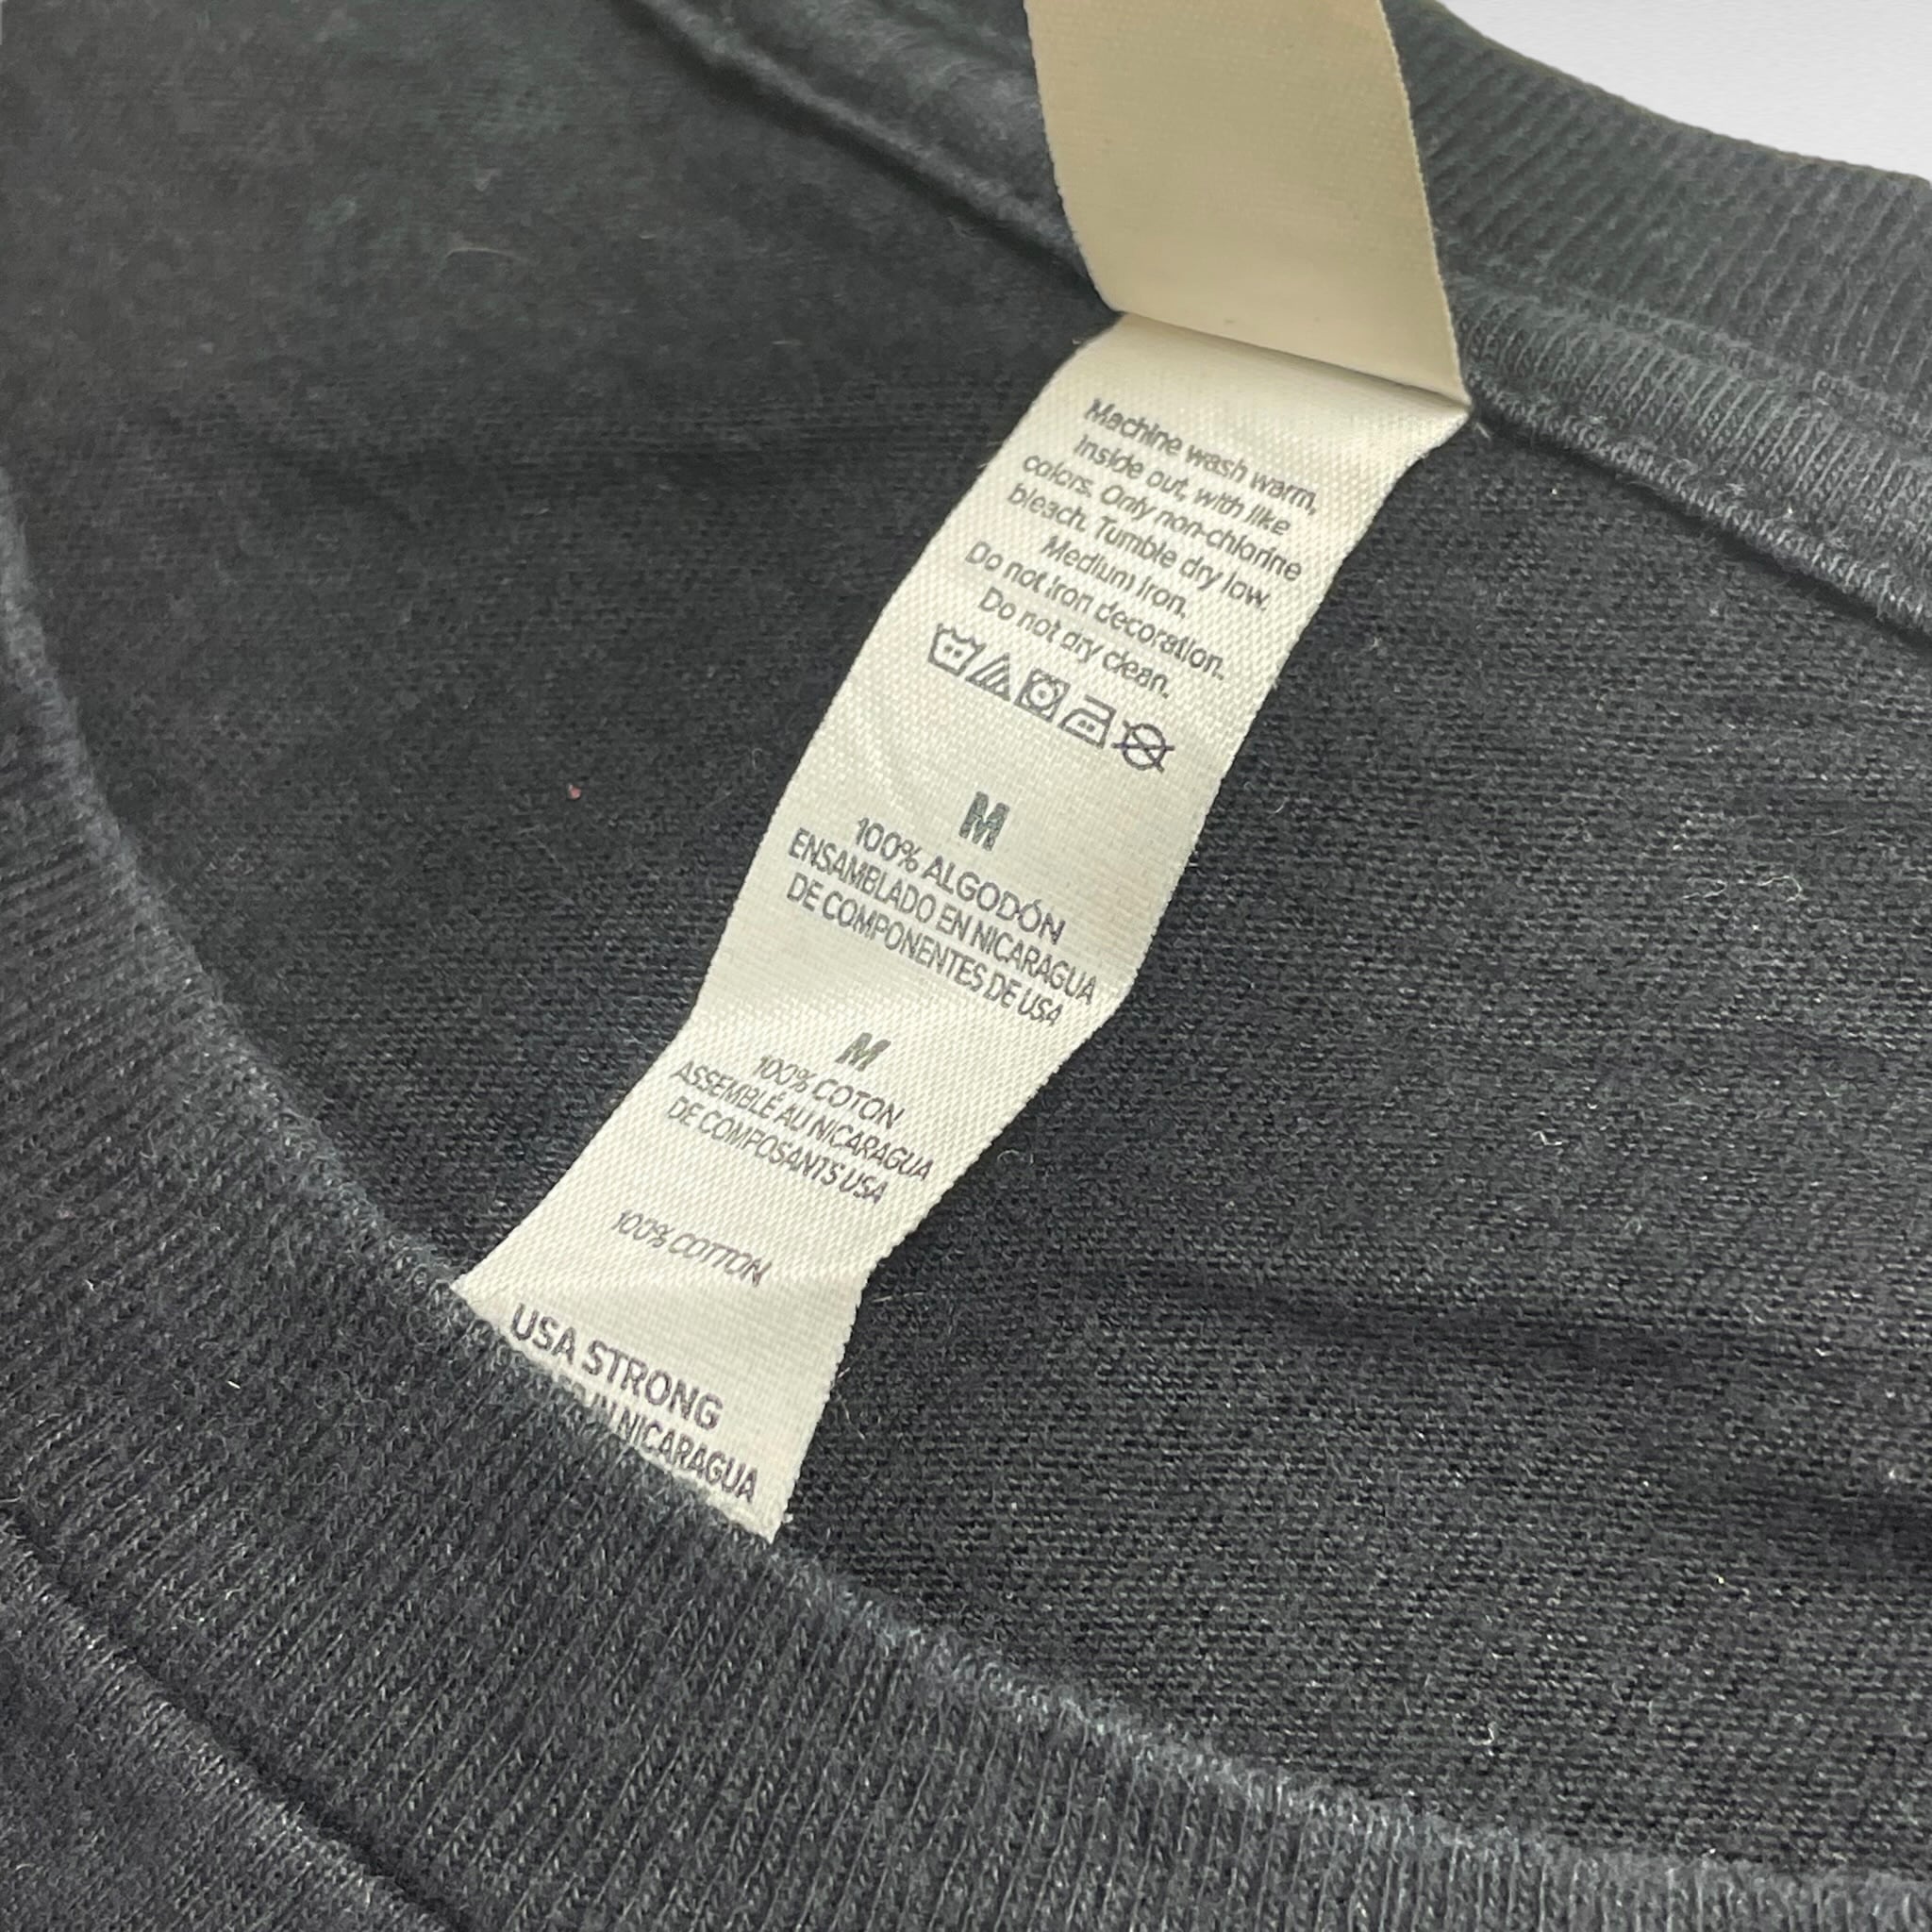 Machine wash warm,
inside out, with like
colors. Only non-chlorine
bleach. Tumble dry low.
Medium iron.
Do not iron decoration.
Do not dry clean.
M
100% ALGODÓN
ENSAMBLADO EN NICARAGUA
DE COMPONENTES DE USA
M
100% COTON
ASSEMBLÉ AU NICARAGUA
DE COMPOSANTS USA
100% COTTON
USA STRONG
IN NICARAGUA